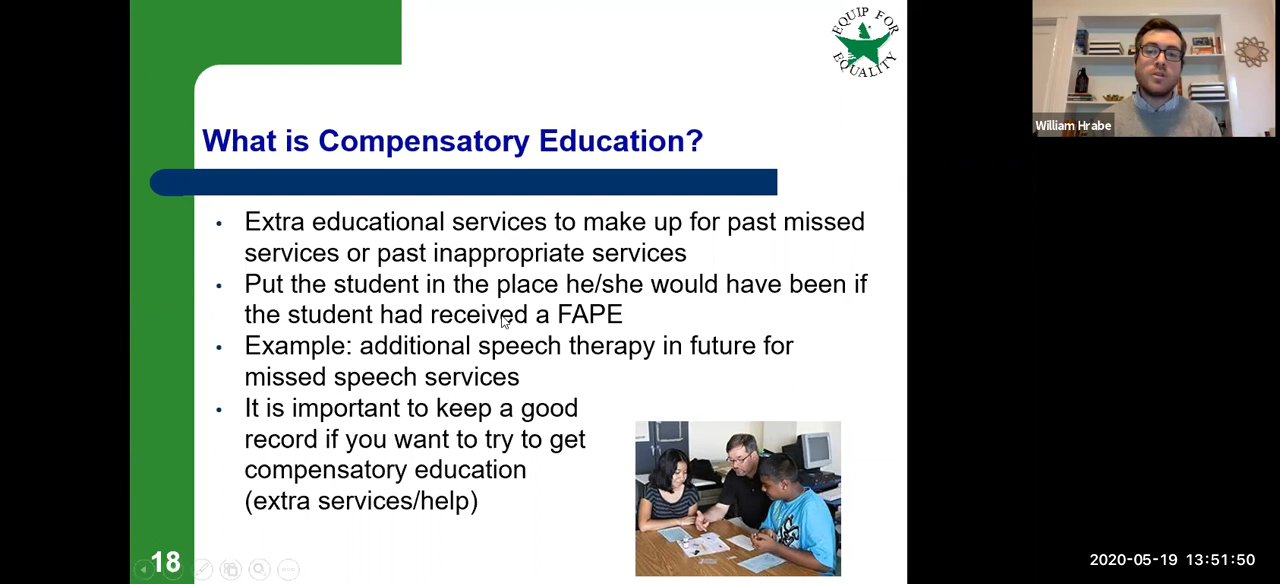 EQUIP FOR
EQUALITY
William Hrabe
What is Compensatory Education?
• Extra educational services to make up for past missed
services or past inappropriate services
• Put the student in the place he/she would have been if
the student had received a FAPE
• Example: additional speech therapy in future for
missed speech services
• It is important to keep a good
record if you want to try to get
compensatory education
(extra services/help)
18
2020-05-19 13:51:50